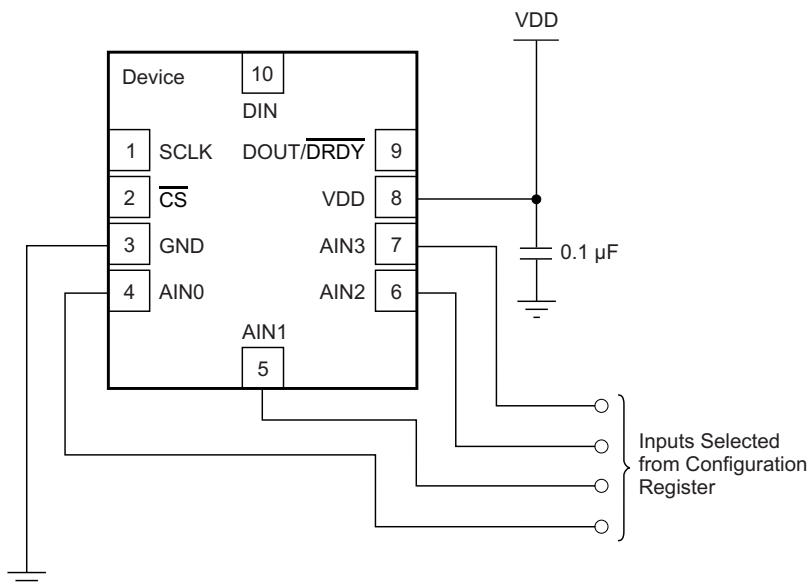 VDD
Device
10
DIN
1 SCLK DOUT/DRDY 9
2 CS VDD 8
3 GND AIN3 7
4 AIN0 AIN2 6
0.1 µF
AIN1
5
Inputs Selected
from Configuration
Register